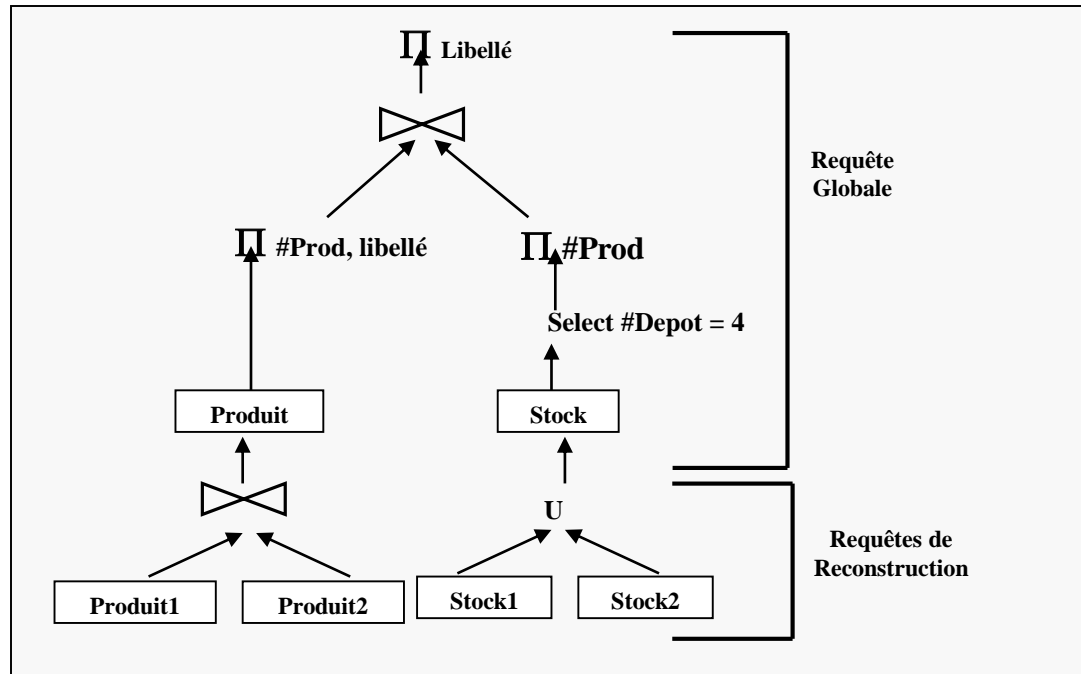 ∏ Libellé
Requête
Globale
∏ #Prod, libellé
∏ #Prod
Select #Depot = 4
Produit
Stock
U
Requêtes de
Reconstruction
Produit1
Produit2
Stock1
Stock2